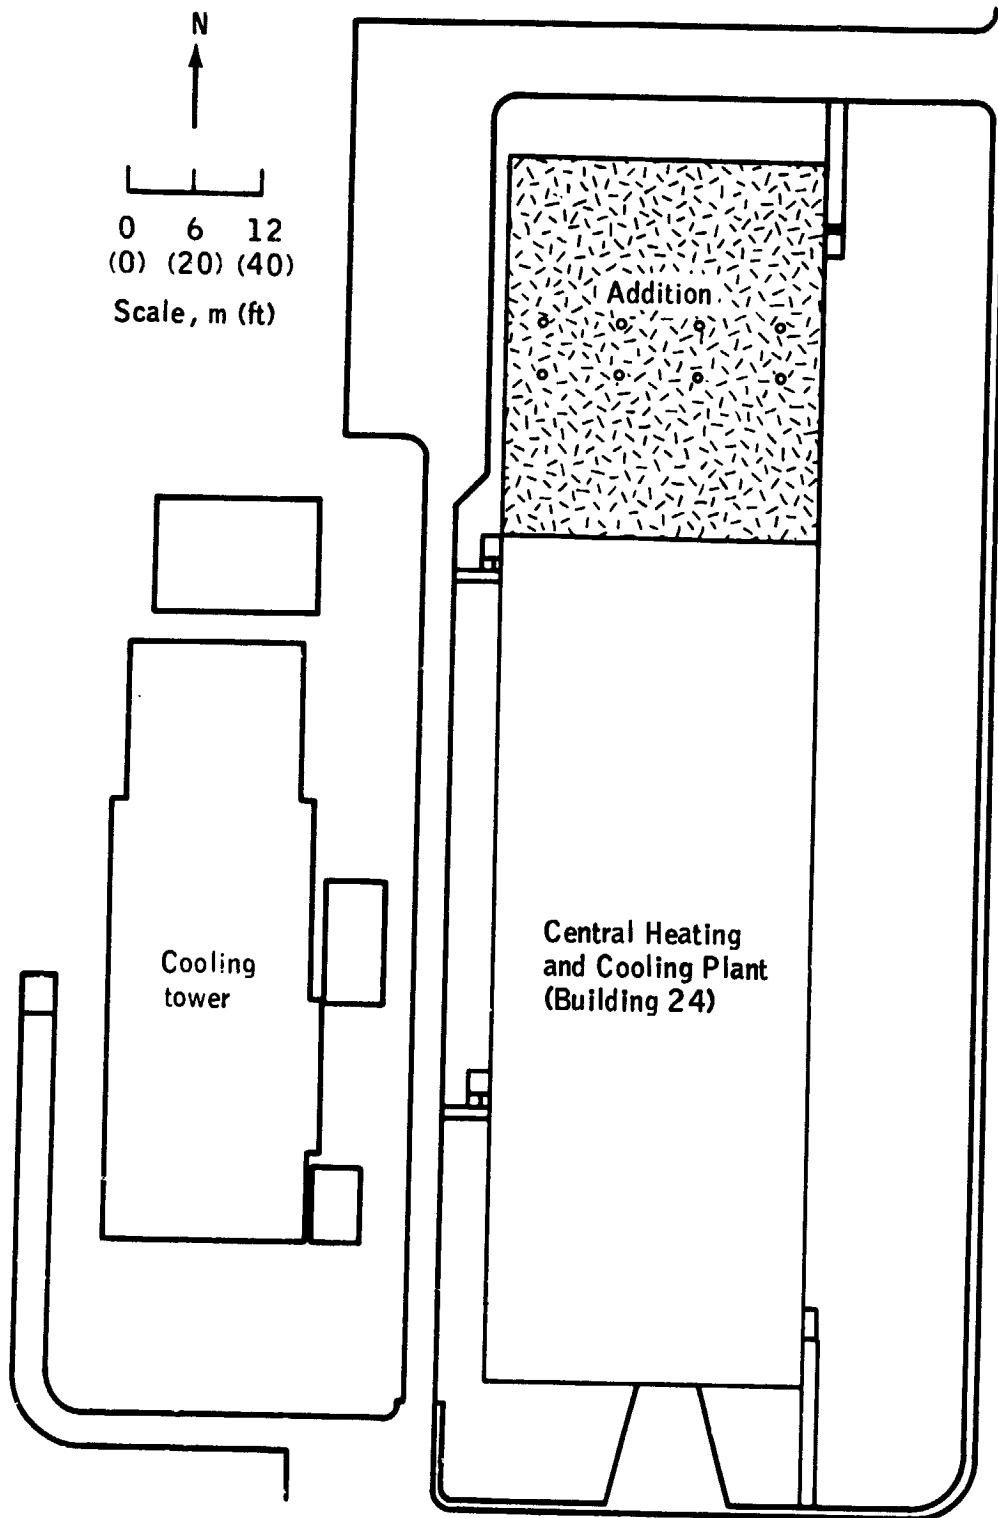 N
0 6 12
(0) (20) (40)
Scale, m (ft)
Addition
Central Heating
and Cooling Plant
(Building 24)
Cooling
tower